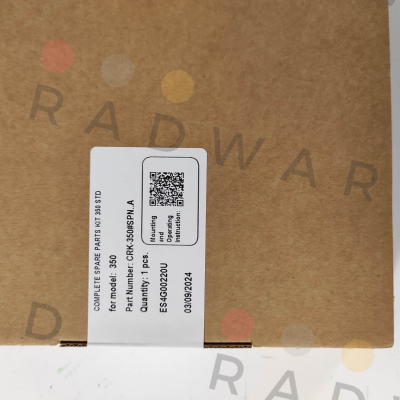 COMPLETE SPARE PARTS KIT 350 STD
for model: 350
Part Number: CRK-350#SPN_A
Quantity: 1 pcs.
ES4G00220U
03/09/2024
Mounting
and
Operating
instruction:
RADWAR
RADWAR